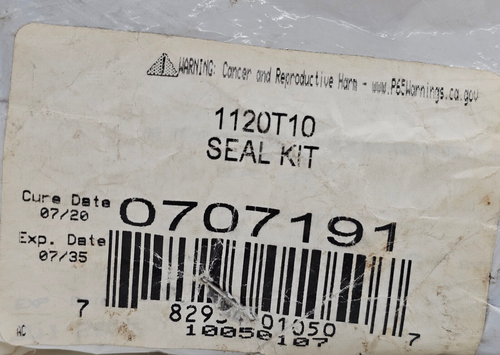 WARNING: Cancer and Reproductive Harm - www.P65Warnings.ca.gov
1120T10
SEAL KIT
Cure Date
07/20
0707191
Exp. Date
07/35
7 01050 7
10050107